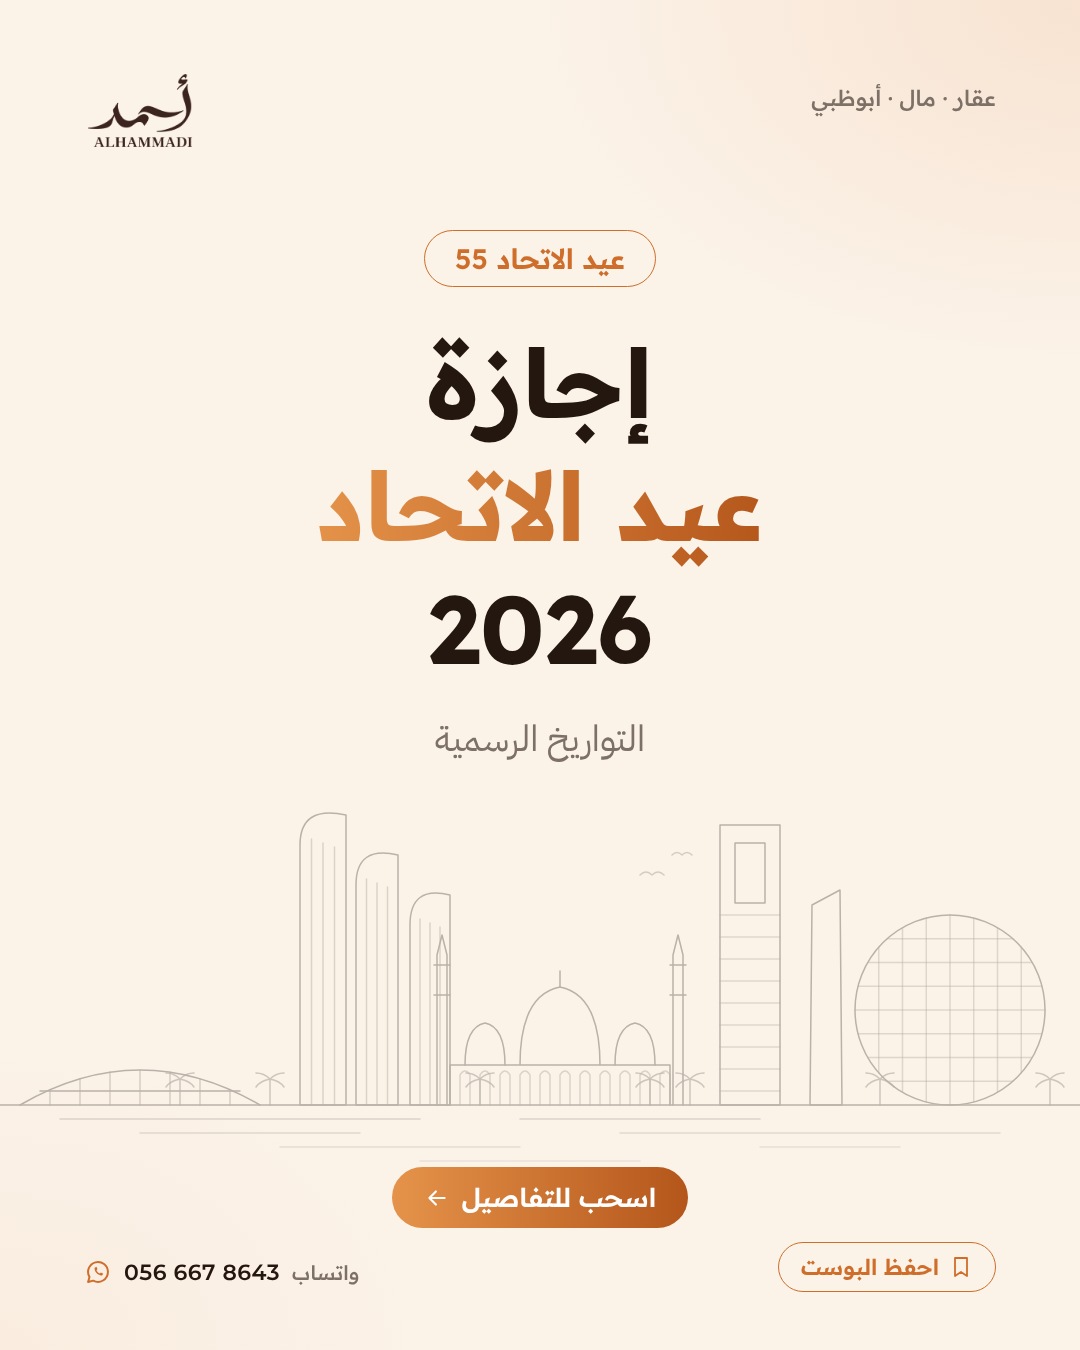 عقار · مال · أبوظبي
أحمد
ALHAMMADI
عيد الاتحاد 55
إجازة
عيد الاتحاد
2026
التواريخ الرسمية
اسحب للتفاصيل ←
احفظ البوست
واتساب 056 667 8643